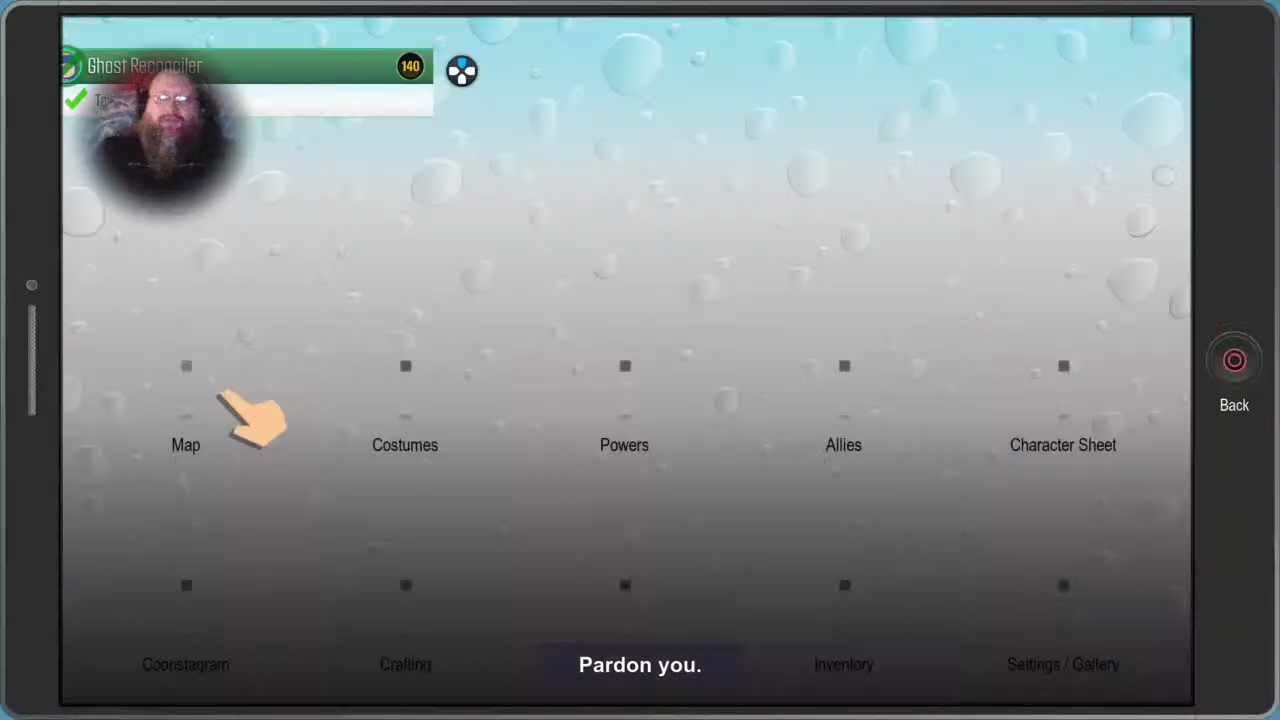 Ghost Reconciler 140
Back
Map Costumes Powers Allies Character Sheet
Coonstagram Crafting Inventory Settings / Gallery
Pardon you.